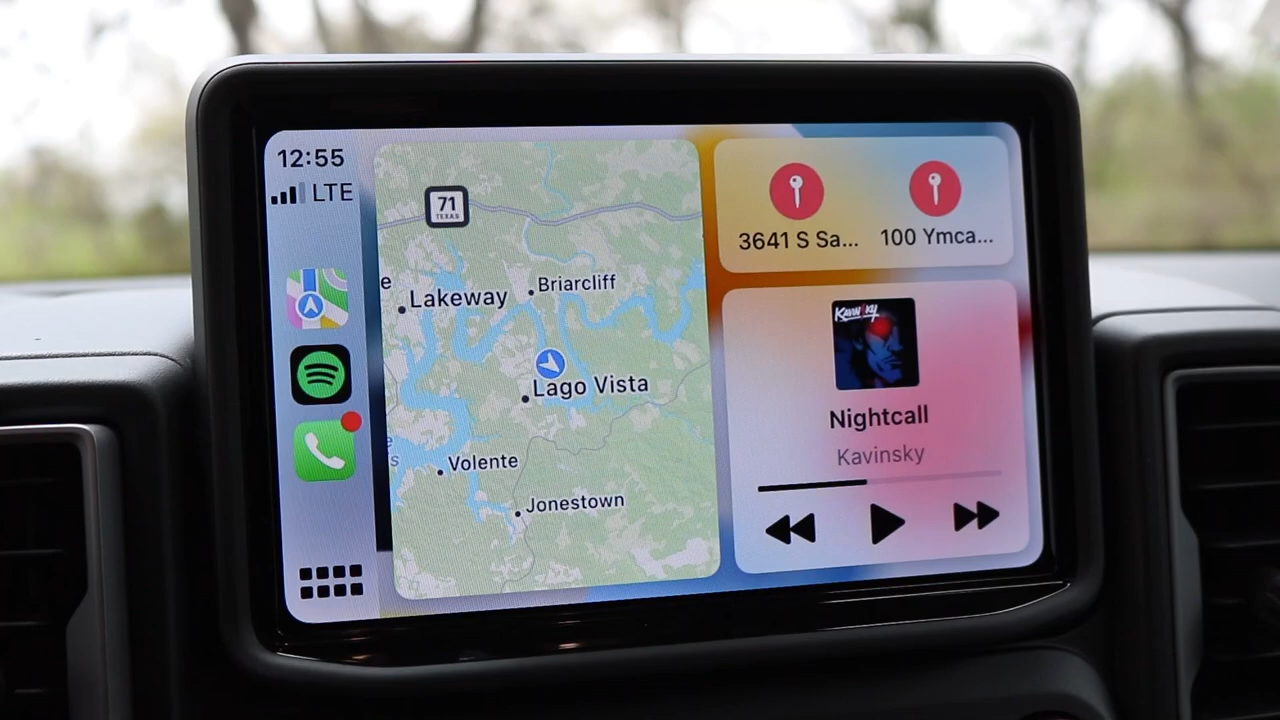 12:55
LTE
71
TEXAS
e
Lakeway
Briarcliff
Lago Vista
s
Volente
Jonestown
3641 S Sa...
100 Ymca...
Kavinsky
Nightcall
Kavinsky